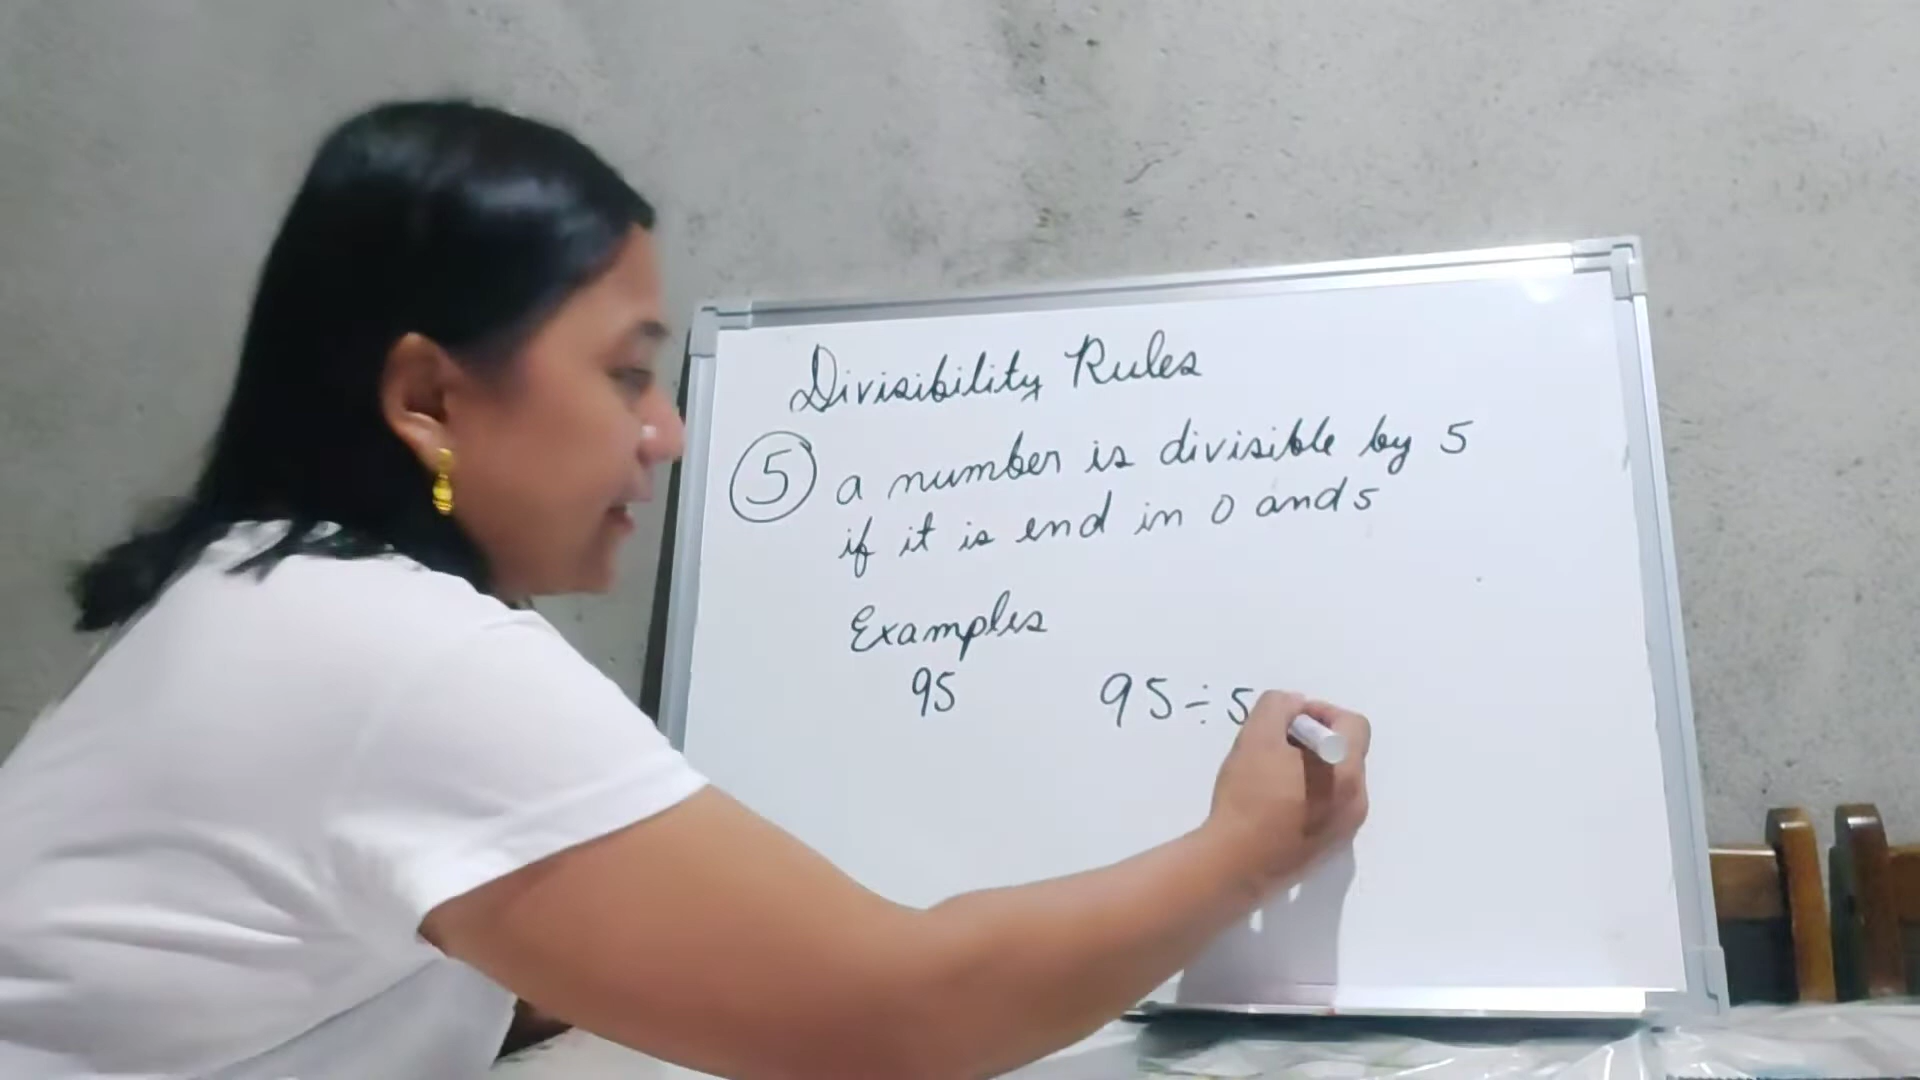 Divisibility Rules
5 a number is divisible by 5
if it is end in 0 and 5
Examples
95 95÷5